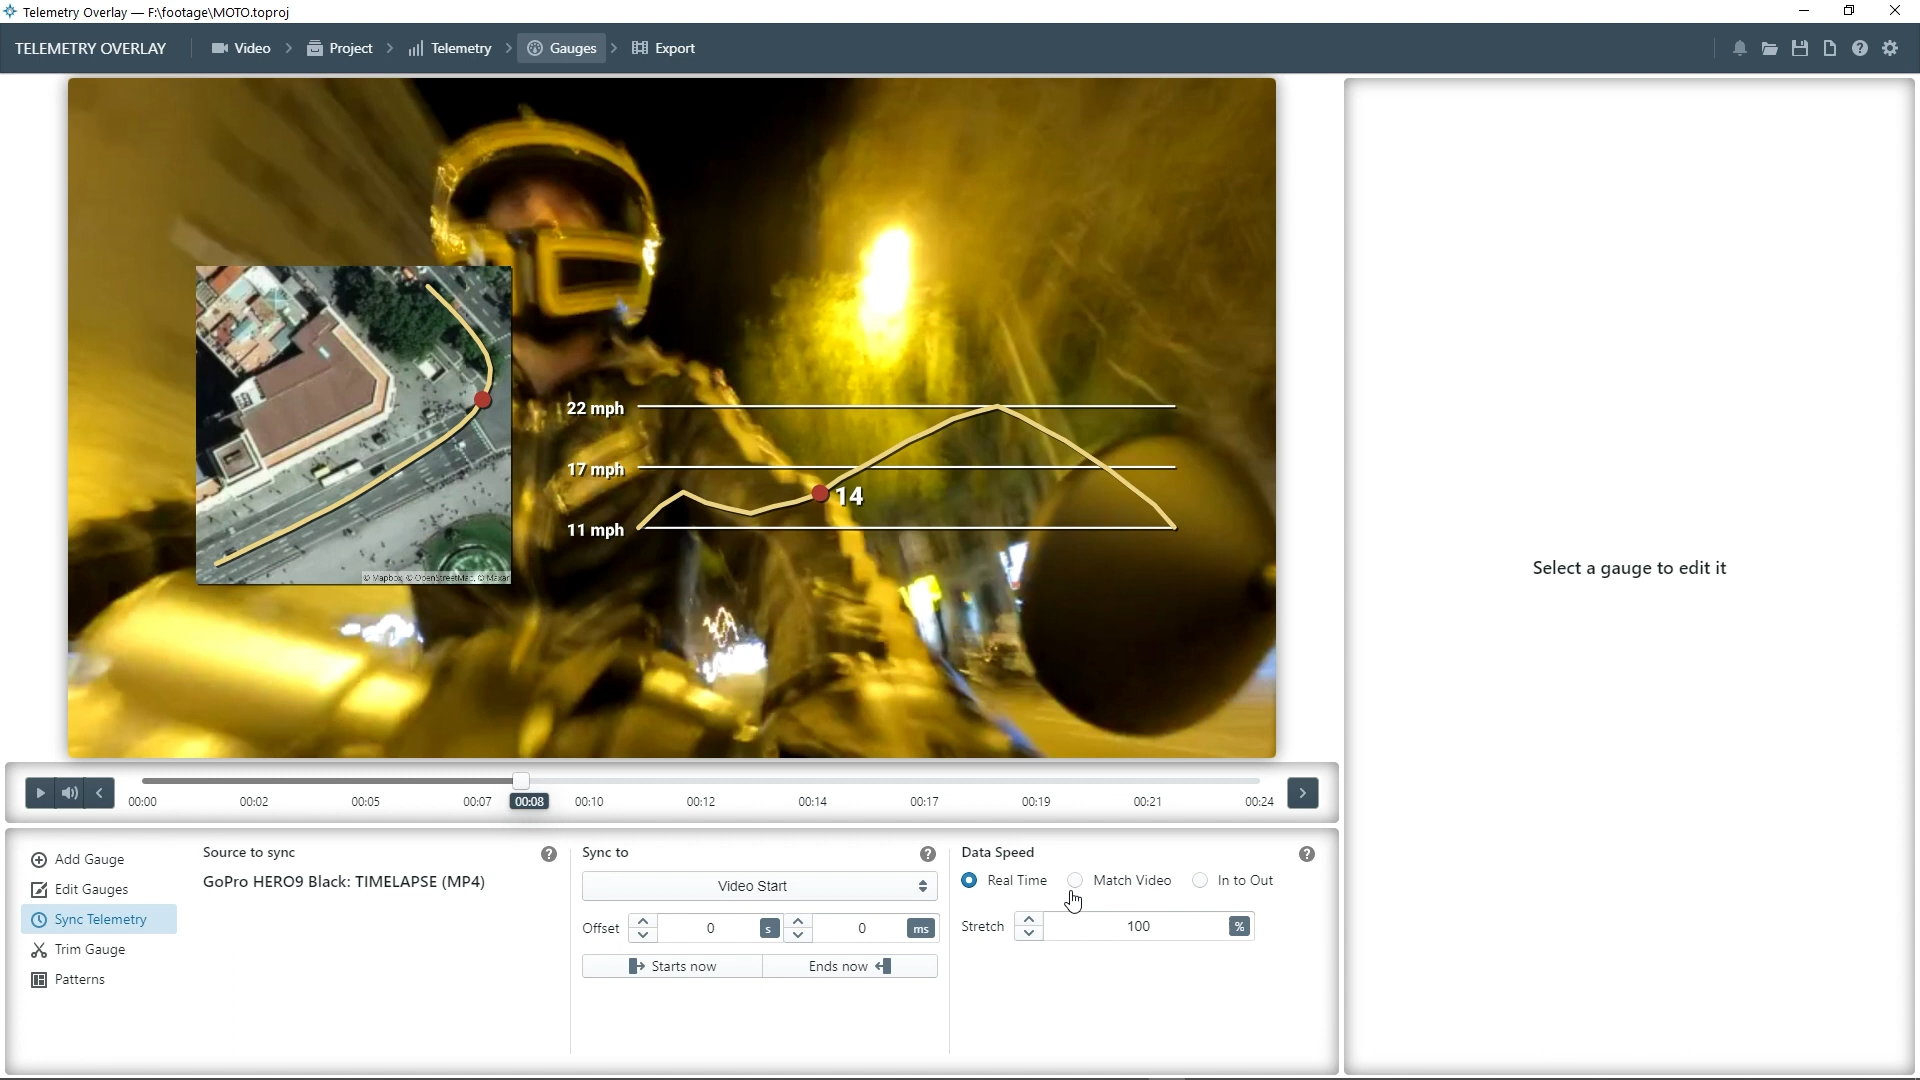 Telemetry Overlay — F:\footage\MOTO.toproj
TELEMETRY OVERLAY
Video
Project
Telemetry
Gauges
Export
© Mapbox, © OpenStreetMap, © Maxar
22 mph
17 mph
14
11 mph
Select a gauge to edit it
00:00
00:02
00:05
00:07
00:08
00:10
00:12
00:14
00:17
00:19
00:21
00:24
Add Gauge
Edit Gauges
Sync Telemetry
Trim Gauge
Patterns
Source to sync
GoPro HERO9 Black: TIMELAPSE (MP4)
Sync to
Video Start
Offset 0 s 0 ms
Starts now
Ends now
Data Speed
Real Time
Match Video
In to Out
Stretch 100 %